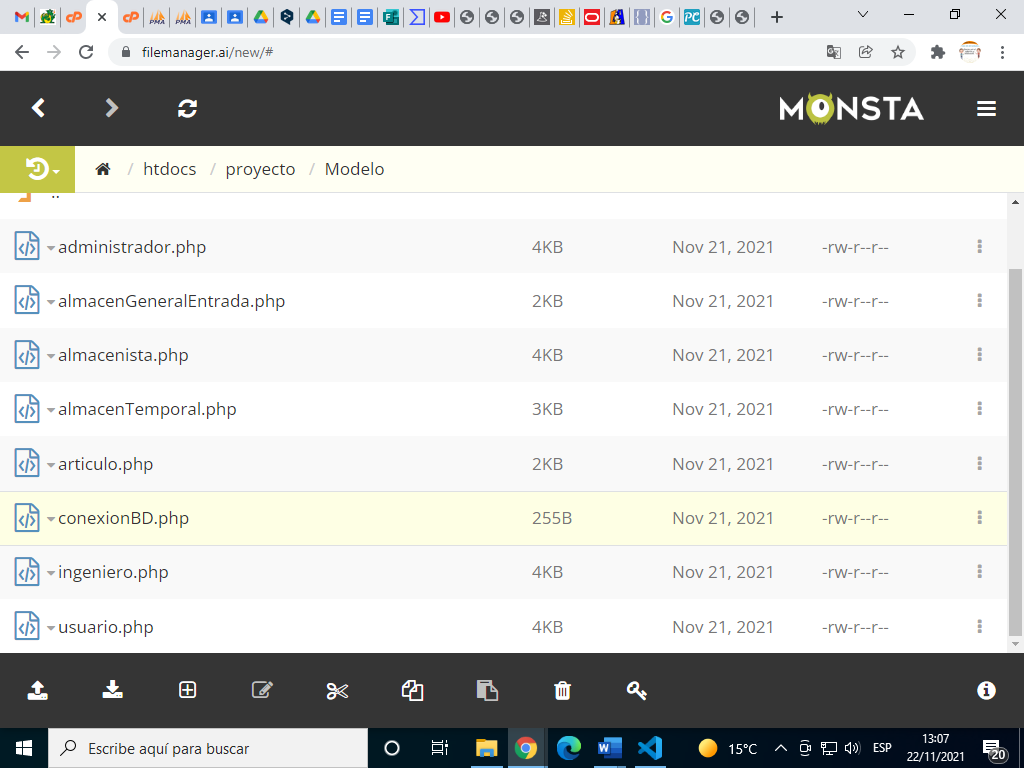 filemanager.ai/new/#
MONSTA
/ htdocs / proyecto / Modelo
..
administrador.php 4KB Nov 21, 2021 -rw-r--r--
almacenGeneralEntrada.php 2KB Nov 21, 2021 -rw-r--r--
almacenista.php 4KB Nov 21, 2021 -rw-r--r--
almacenTemporal.php 3KB Nov 21, 2021 -rw-r--r--
articulo.php 2KB Nov 21, 2021 -rw-r--r--
conexionBD.php 255B Nov 21, 2021 -rw-r--r--
ingeniero.php 4KB Nov 21, 2021 -rw-r--r--
usuario.php 4KB Nov 21, 2021 -rw-r--r--
Escribe aquí para buscar
15°C
ESP
13:07
22/11/2021
20